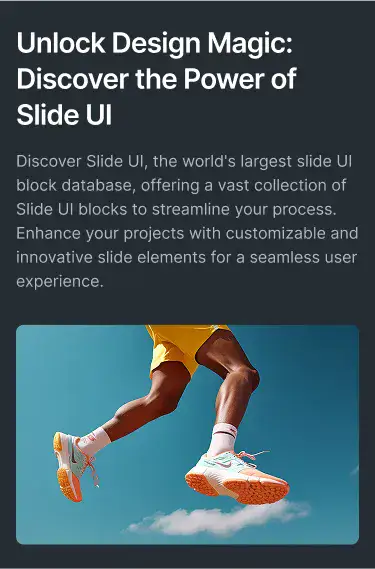 Unlock Design Magic:
Discover the Power of
Slide UI
Discover Slide UI, the world's largest slide UI
block database, offering a vast collection of
Slide UI blocks to streamline your process.
Enhance your projects with customizable and
innovative slide elements for a seamless user
experience.